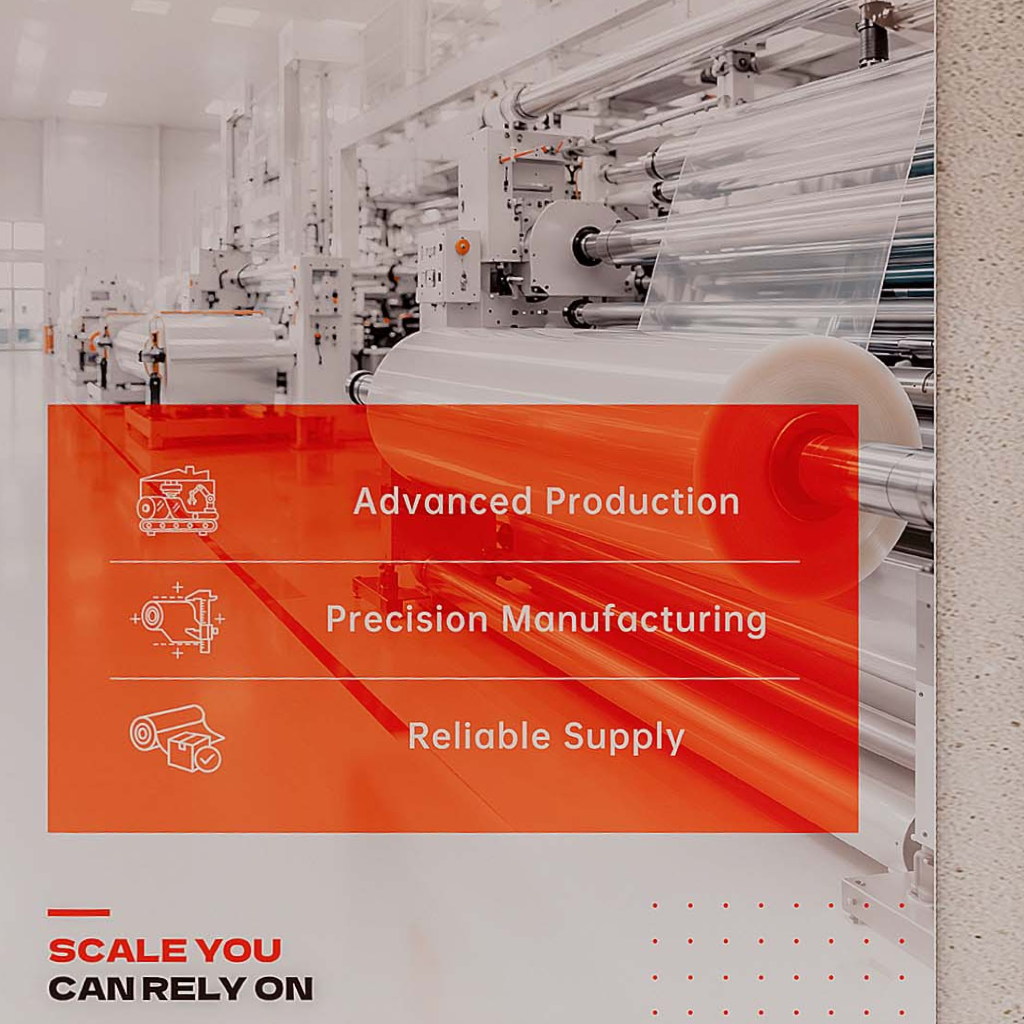 Advanced Production
Precision Manufacturing
Reliable Supply
SCALE YOU
CAN RELY ON